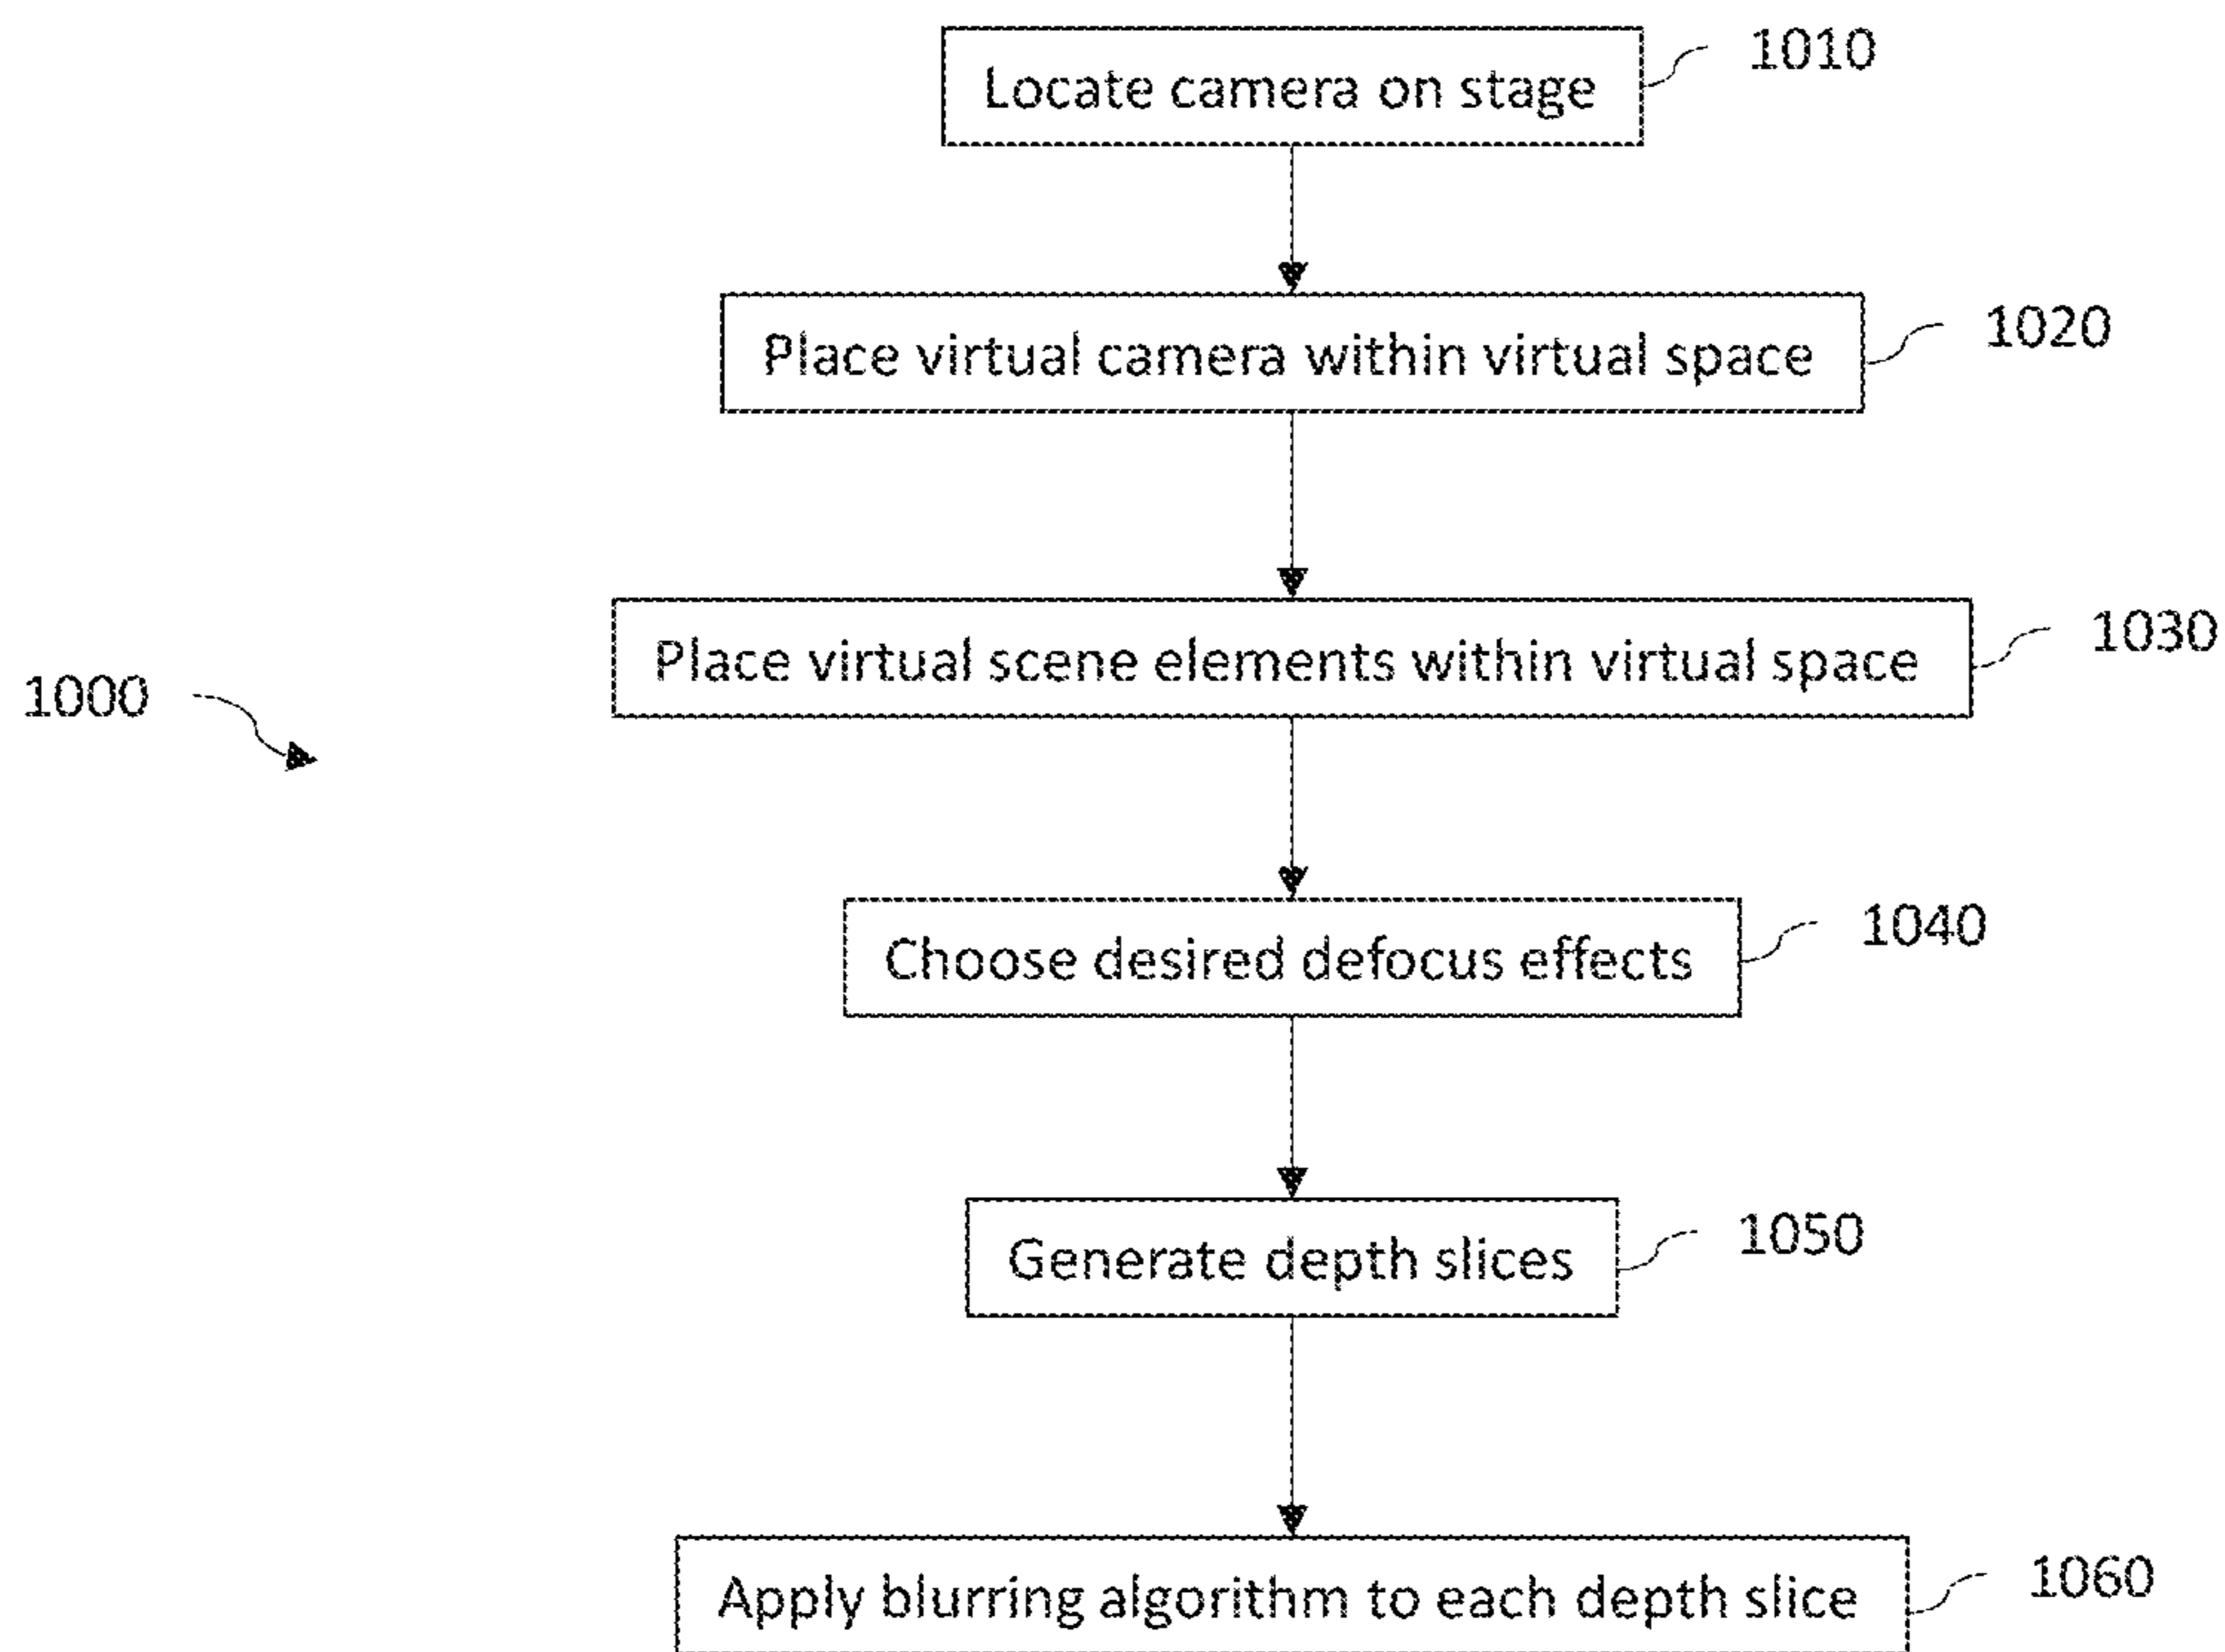 Locate camera on stage
1010
Place virtual camera within virtual space
1020
Place virtual scene elements within virtual space
1030
1000
Choose desired defocus effects
1040
Generate depth slices
1050
Apply blurring algorithm to each depth slice
1060